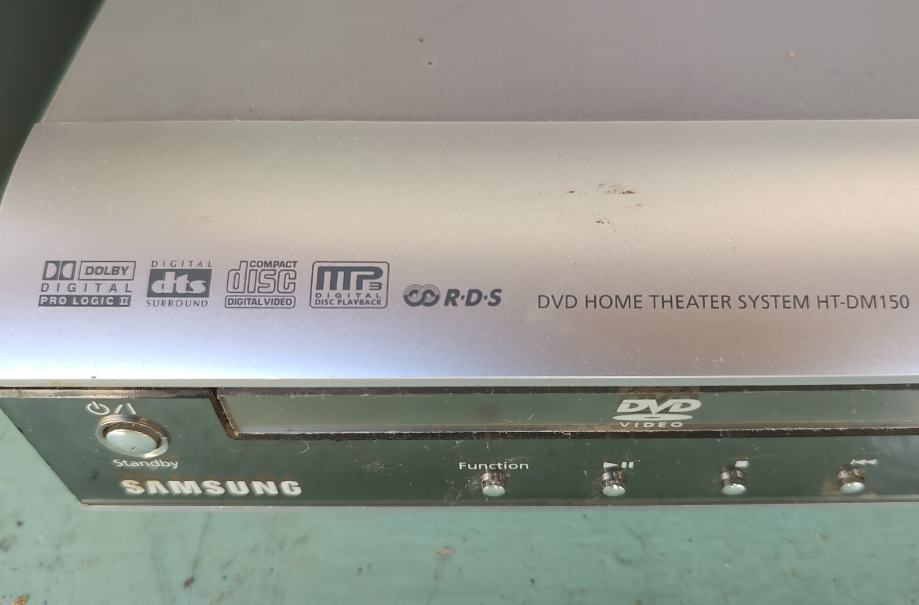 DOLBY
DIGITAL
PRO LOGIC II
DIGITAL
dts
SURROUND
COMPACT
disc
DIGITAL VIDEO
MP3
DIGITAL
DISC PLAYBACK
R·D·S
DVD HOME THEATER SYSTEM HT-DM150
DVD
VIDEO
Standby
Function
SAMSUNG